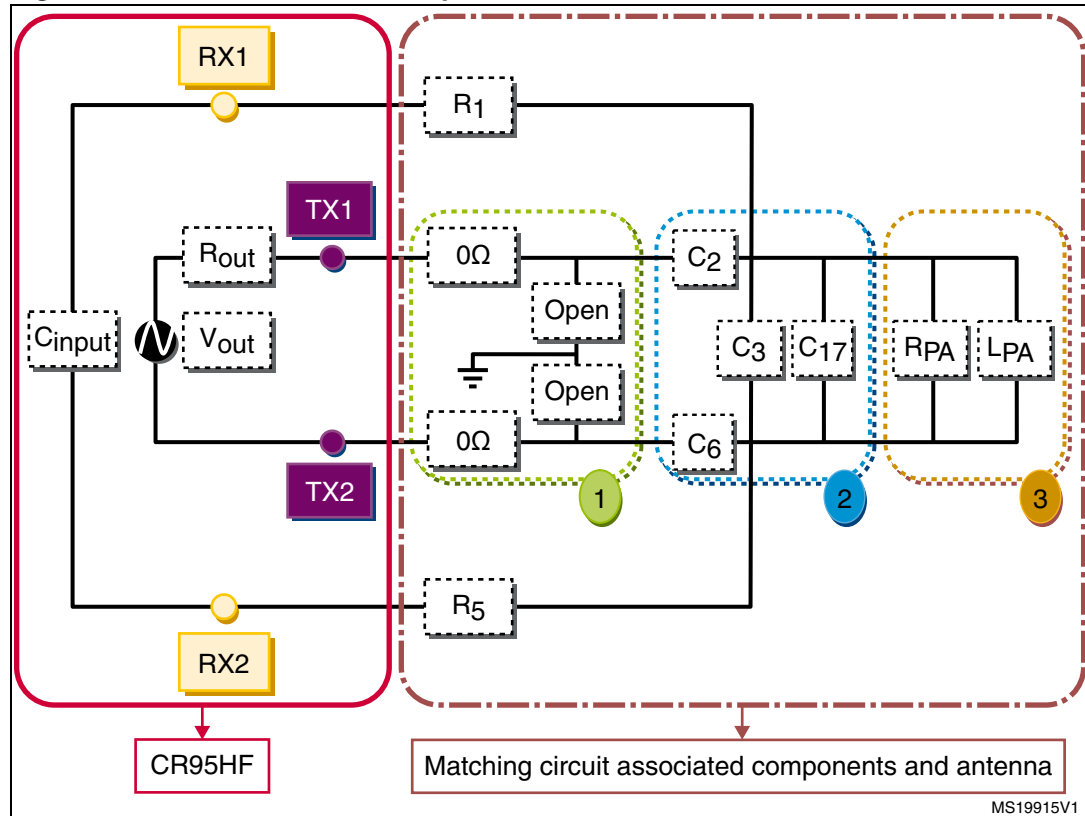 RX1
R1
TX1
Rout
0Ω
C2
Open
Cinput
Vout
C3
C17
RPA
LPA
Open
0Ω
C6
TX2
1
2
3
R5
RX2
CR95HF
Matching circuit associated components and antenna
MS19915V1